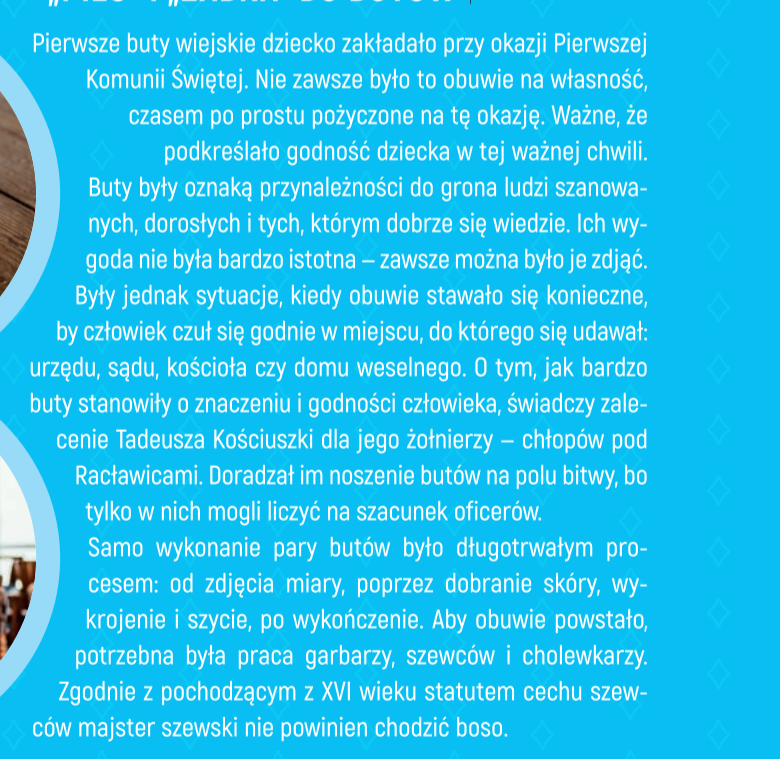 Pierwsze buty wiejskie dziecko zakładało przy okazji Pierwszej
Komunii Świętej. Nie zawsze było to obuwie na własność,
czasem po prostu pożyczone na tę okazję. Ważne, że
podkreślało godność dziecka w tej ważnej chwili.
Buty były oznaką przynależności do grona ludzi szanowa-
nych, dorosłych i tych, którym dobrze się wiedzie. Ich wy-
goda nie była bardzo istotna – zawsze można było je zdjąć.
Były jednak sytuacje, kiedy obuwie stawało się konieczne,
by człowiek czuł się godnie w miejscu, do którego się udawał:
urzędu, sądu, kościoła czy domu weselnego. O tym, jak bardzo
buty stanowiły o znaczeniu i godności człowieka, świadczy zale-
cenie Tadeusza Kościuszki dla jego żołnierzy – chłopów pod
Racławicami. Doradzał im noszenie butów na polu bitwy, bo
tylko w nich mogli liczyć na szacunek oficerów.
Samo wykonanie pary butów było długotrwałym pro-
cesem: od zdjęcia miary, poprzez dobranie skóry, wy-
krojenie i szycie, po wykończenie. Aby obuwie powstało,
potrzebna była praca garbarzy, szewców i cholewkarzy.
Zgodnie z pochodzącym z XVI wieku statutem cechu szew-
ców majster szewski nie powinien chodzić boso.